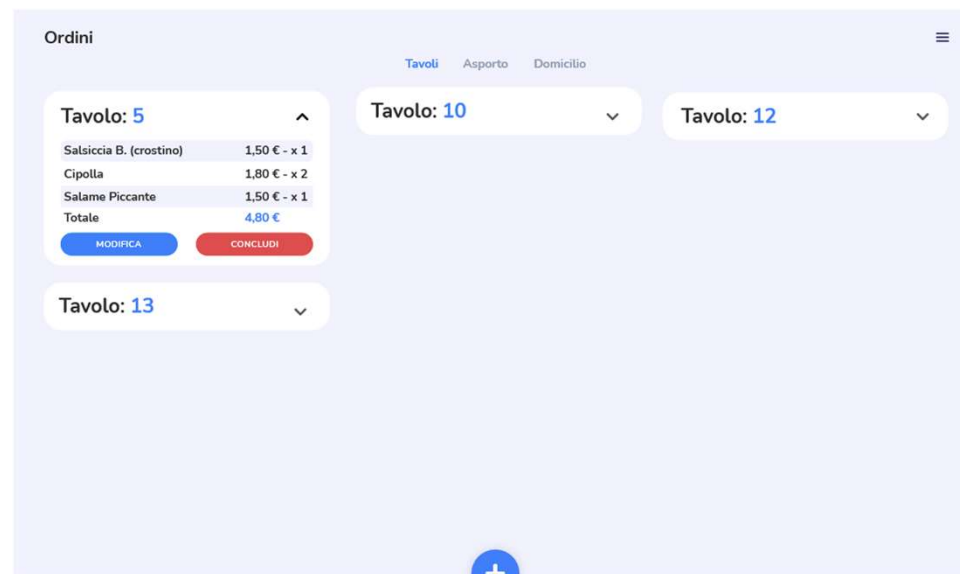 Ordini
Tavoli Asporto Domicilio
Tavolo: 5
Salsiccia B. (crostino) 1,50 € - x 1
Cipolla 1,80 € - x 2
Salame Piccante 1,50 € - x 1
Totale 4,80 €
MODIFICA CONCLUDI
Tavolo: 10
Tavolo: 12
Tavolo: 13